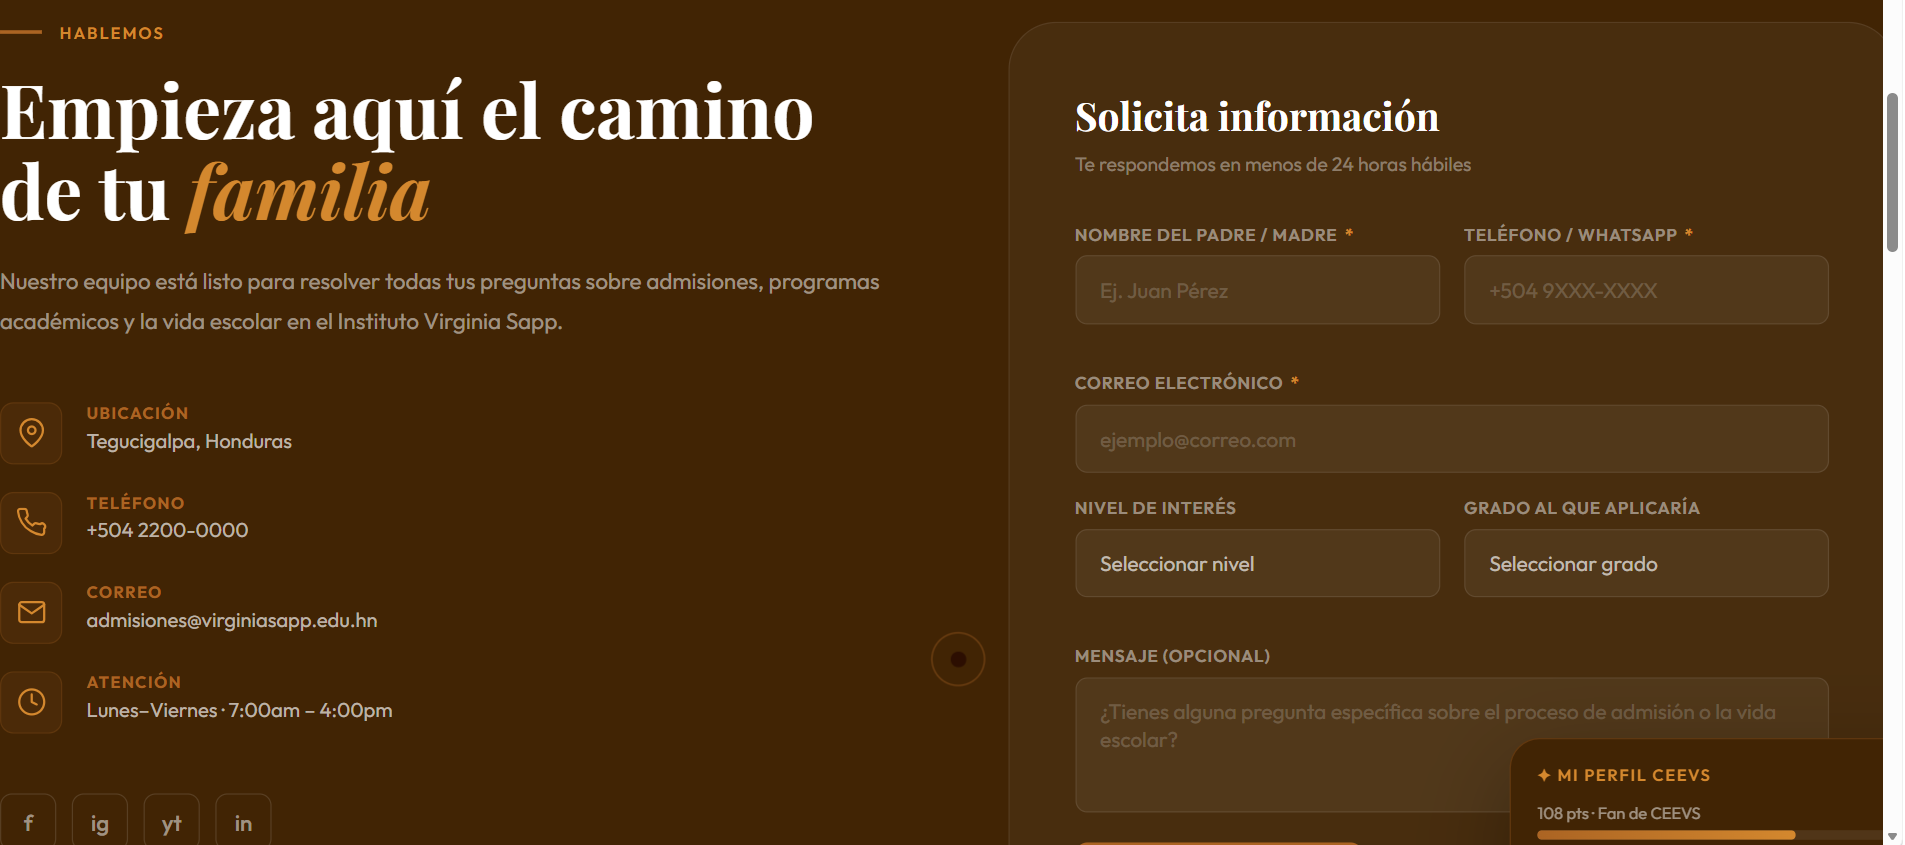 HABLEMOS
Empieza aquí el camino
de tu familia
Nuestro equipo está listo para resolver todas tus preguntas sobre admisiones, programas
académicos y la vida escolar en el Instituto Virginia Sapp.
UBICACIÓN
Tegucigalpa, Honduras
TELÉFONO
+504 2200-0000
CORREO
admisiones@virginiasapp.edu.hn
ATENCIÓN
Lunes–Viernes · 7:00am – 4:00pm
f ig yt in
Solicita información
Te respondemos en menos de 24 horas hábiles
NOMBRE DEL PADRE / MADRE * TELÉFONO / WHATSAPP *
Ej. Juan Pérez +504 9XXX-XXXX
CORREO ELECTRÓNICO *
ejemplo@correo.com
NIVEL DE INTERÉS GRADO AL QUE APLICARÍA
Seleccionar nivel Seleccionar grado
MENSAJE (OPCIONAL)
¿Tienes alguna pregunta específica sobre el proceso de admisión o la vida
escolar?
✦ MI PERFIL CEEVS
108 pts · Fan de CEEVS